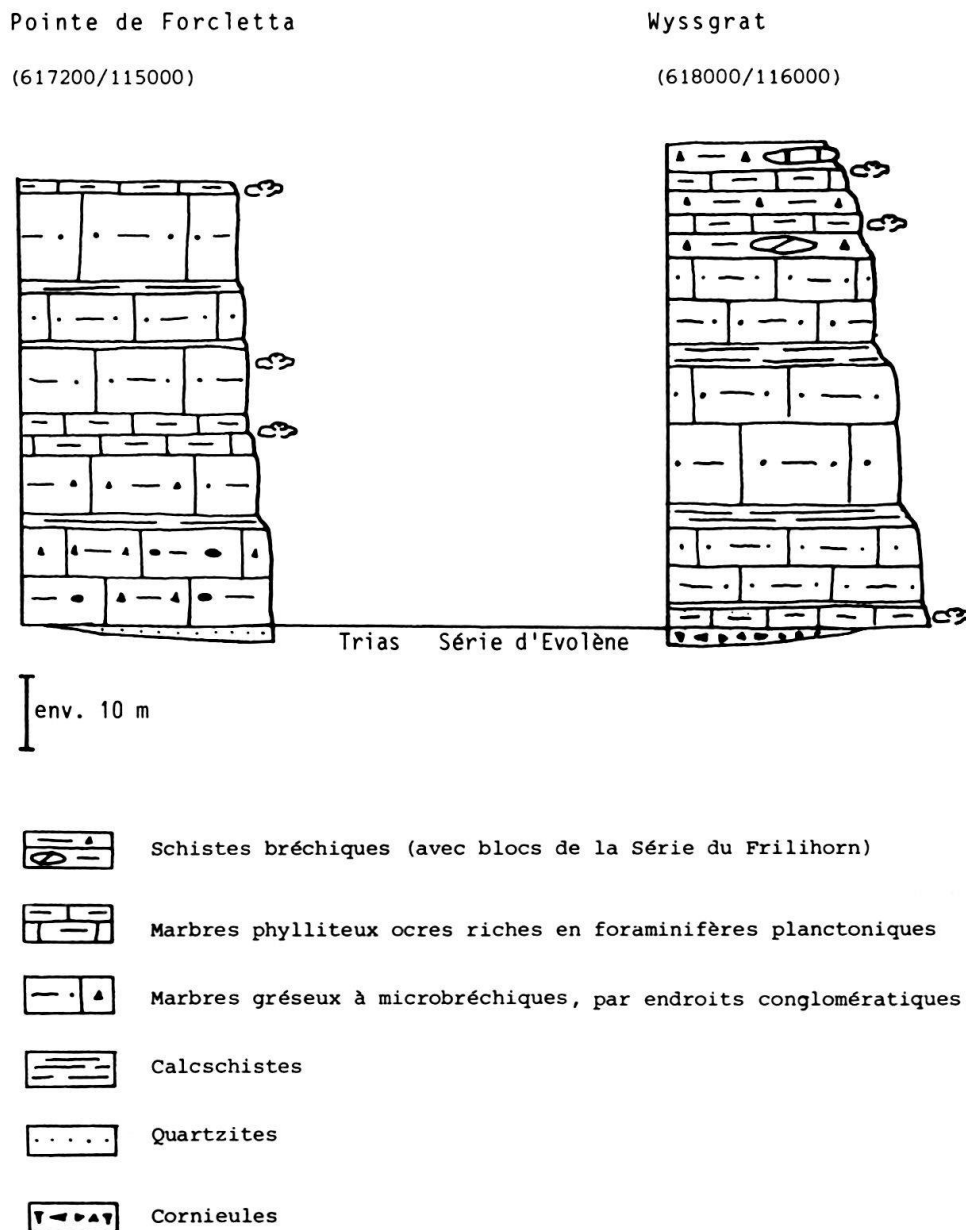 Pointe de Forcletta
Wyssgrat
(617200/115000)
(618000/116000)
Trias Série d'Evolène
env. 10 m
Schistes bréchiques (avec blocs de la Série du Frilihorn)
Marbres phylliteux ocres riches en foraminifères planctoniques
Marbres gréseux à microbréchiques, par endroits conglomératiques
Calcschistes
Quartzites
Cornieules